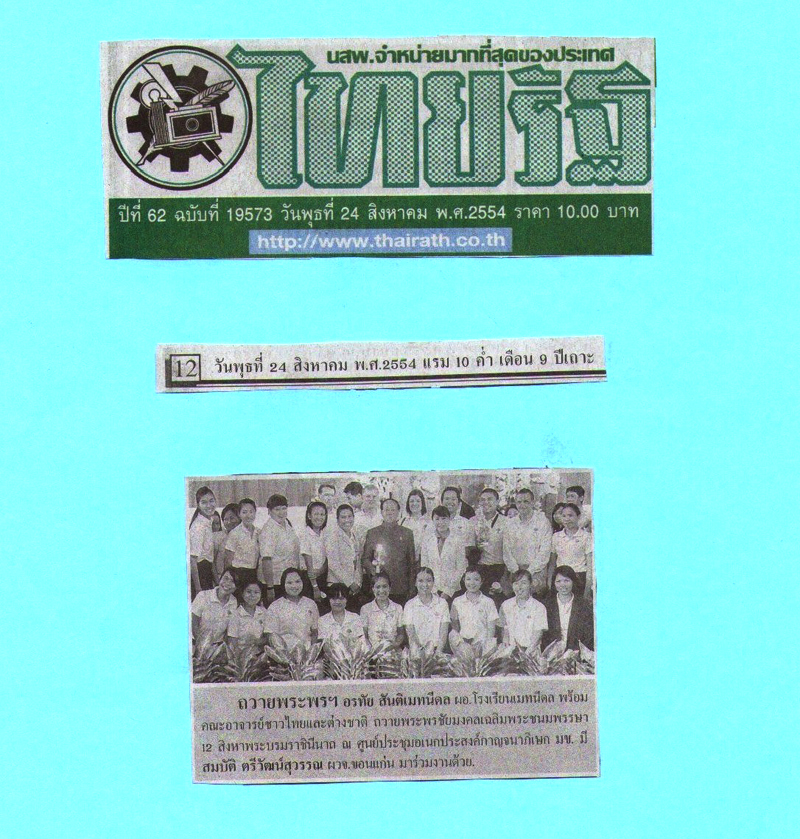 นสพ.จำหน่ายมากที่สุดของประเทศ
ไทยรัฐ
ปีที่ 62 ฉบับที่ 19573 วันพุธที่ 24 สิงหาคม พ.ศ.2554 ราคา 10.00 บาท
http://www.thairath.co.th
12 วันพุธที่ 24 สิงหาคม พ.ศ.2554 แรม 10 ค่ำ เดือน 9 ปีเถาะ
ถวายพระพรฯ อรทัย สันติเมทนีดล ผอ.โรงเรียนเมทนีดล พร้อม
คณะอาจารย์ชาวไทยและต่างชาติ ถวายพระพรชัยมงคลเฉลิมพระชนมพรรษา
12 สิงหาพระบรมราชินีนาถ ณ ศูนย์ประชุมอเนกประสงค์กาญจนาภิเษก มข. มี
สมบัติ ตรีวัฒน์สุวรรณ ผวจ.ขอนแก่น มาร่วมงานด้วย.